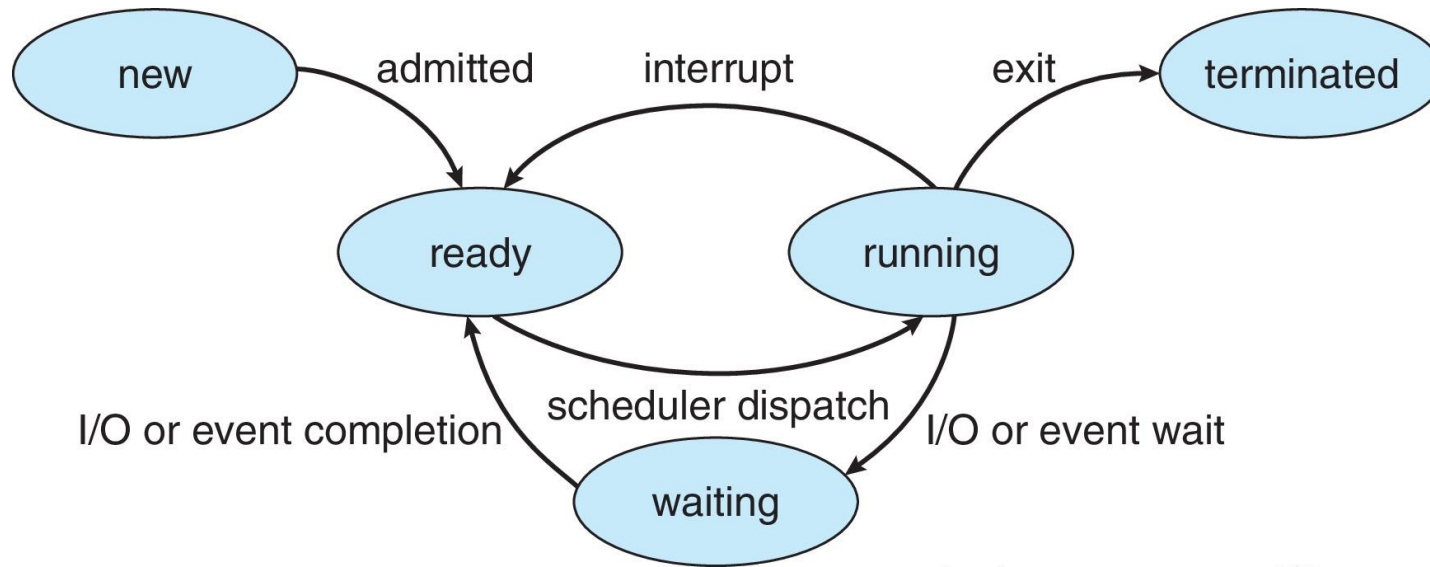 new
admitted
interrupt
exit
terminated
ready
running
scheduler dispatch
I/O or event completion
I/O or event wait
waiting